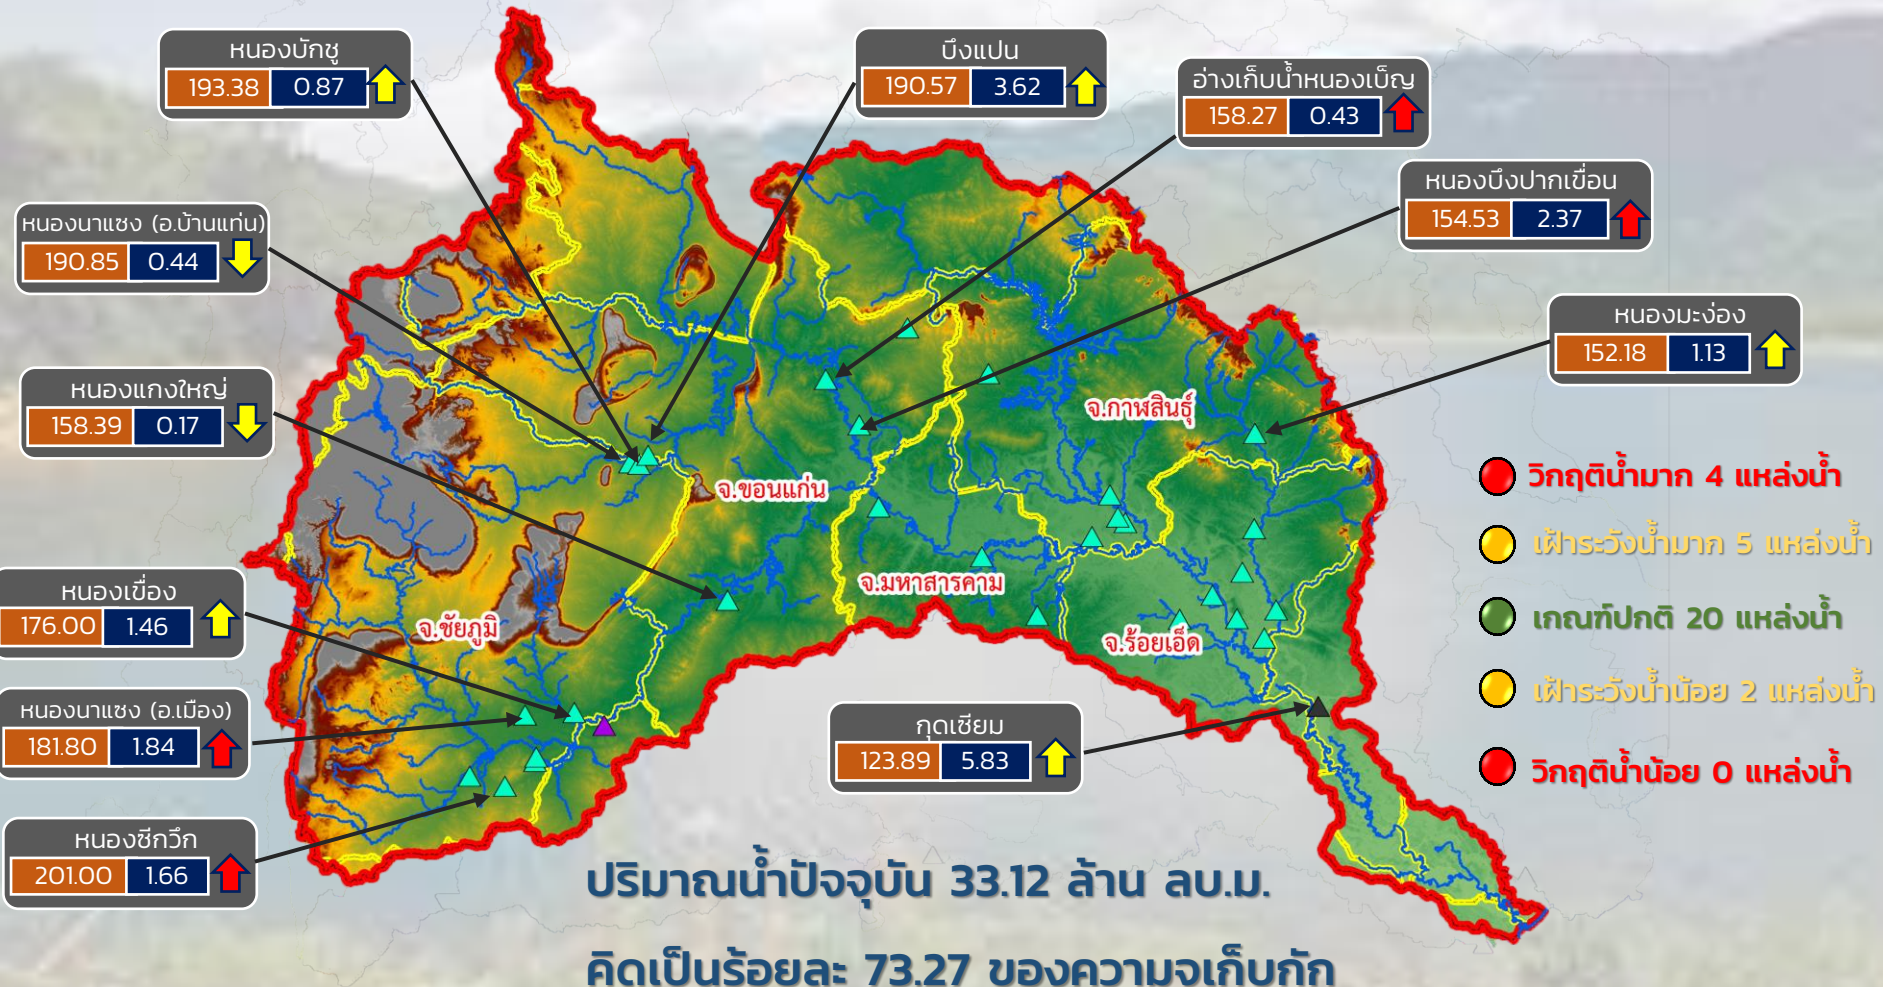 หนองบักชู
193.38 0.87
บึงแปน
190.57 3.62
อ่างเก็บน้ำหนองเบ็ญ
158.27 0.43
หนองบึงปากเขื่อน
154.53 2.37
หนองนาแซง (อ.บ้านแท่น)
190.85 0.44
หนองมะง่อง
152.18 1.13
หนองแกงใหญ่
158.39 0.17
จ.กาฬสินธุ์
จ.ขอนแก่น
จ.มหาสารคาม
จ.ชัยภูมิ
จ.ร้อยเอ็ด
วิกฤติน้ำมาก 4 แหล่งน้ำ
เฝ้าระวังน้ำมาก 5 แหล่งน้ำ
เกณฑ์ปกติ 20 แหล่งน้ำ
เฝ้าระวังน้ำน้อย 2 แหล่งน้ำ
วิกฤติน้ำน้อย 0 แหล่งน้ำ
หนองเขื่อง
176.00 1.46
หนองนาแซง (อ.เมือง)
181.80 1.84
กุดเซียม
123.89 5.83
หนองซีกวึก
201.00 1.66
ปริมาณน้ำปัจจุบัน 33.12 ล้าน ลบ.ม.
คิดเป็นร้อยละ 73.27 ของความจุเก็บกัก